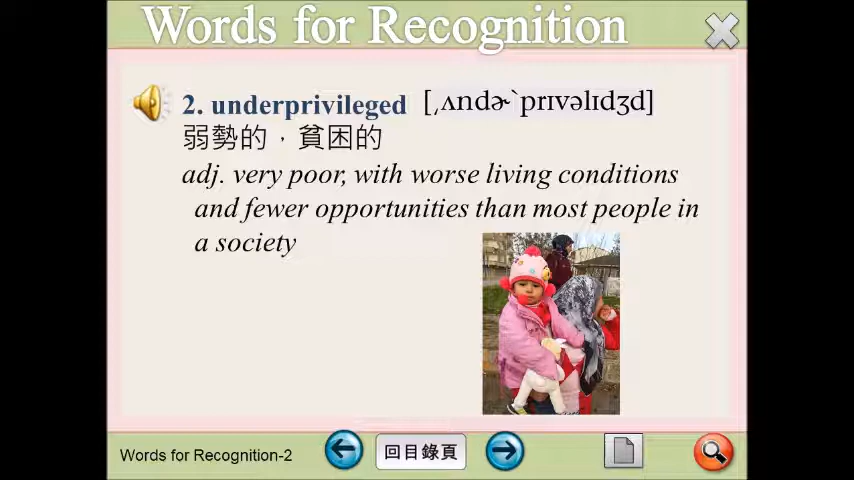 Words for Recognition
2. underprivileged [͵ʌndɚˋprɪvəlɪdʒd]
弱勢的，貧困的
adj. very poor, with worse living conditions
and fewer opportunities than most people in
a society
Words for Recognition-2
回目錄頁